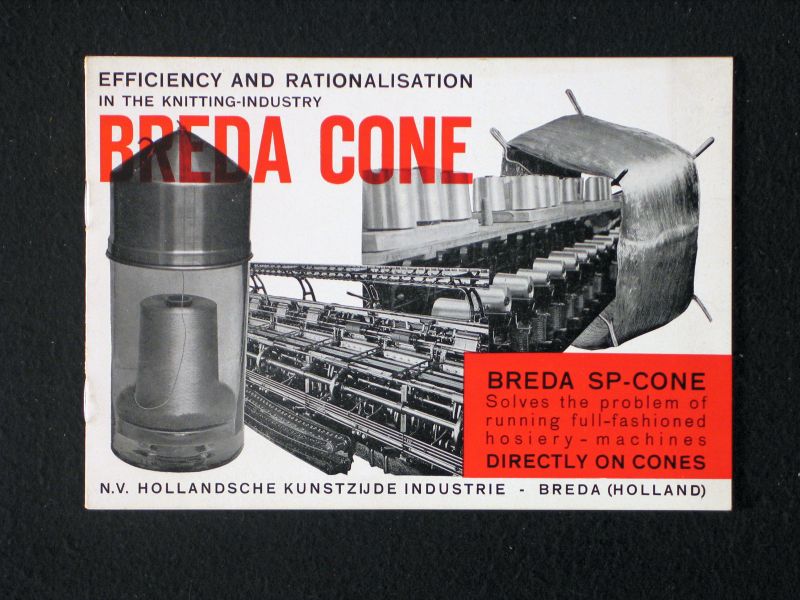 EFFICIENCY AND RATIONALISATION
IN THE KNITTING-INDUSTRY
BREDA CONE
BREDA SP-CONE
Solves the problem of
running full-fashioned
hosiery-machines
DIRECTLY ON CONES
N.V. HOLLANDSCHE KUNSTZIJDE INDUSTRIE - BREDA (HOLLAND)